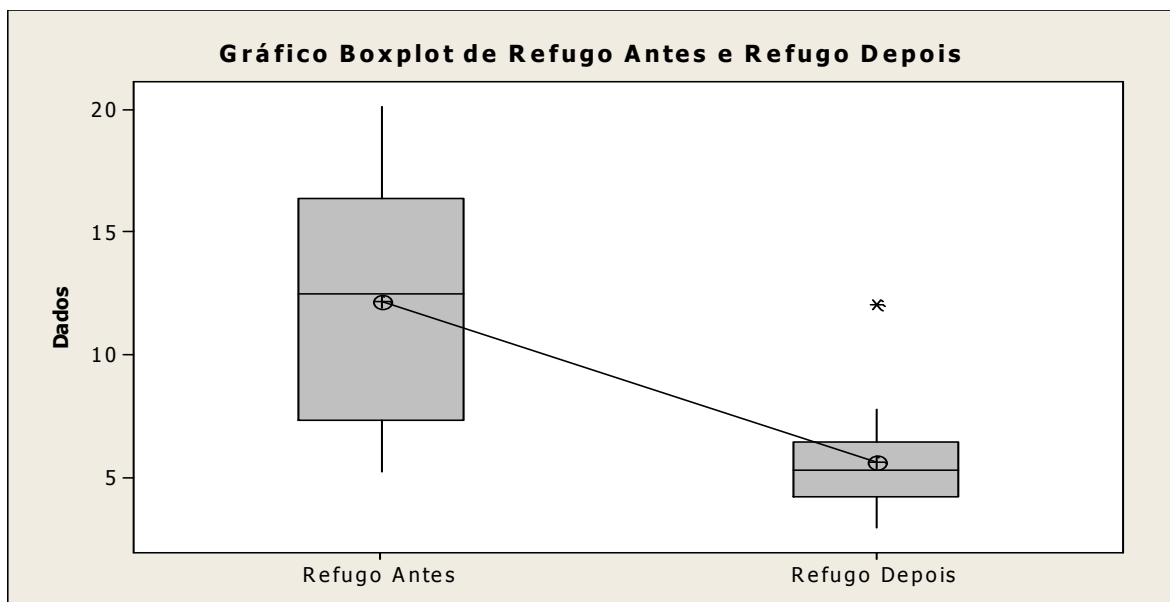 Gráfico Boxplot de Refugo Antes e Refugo Depois
20
15
10
5
Dados
Refugo Antes
Refugo Depois